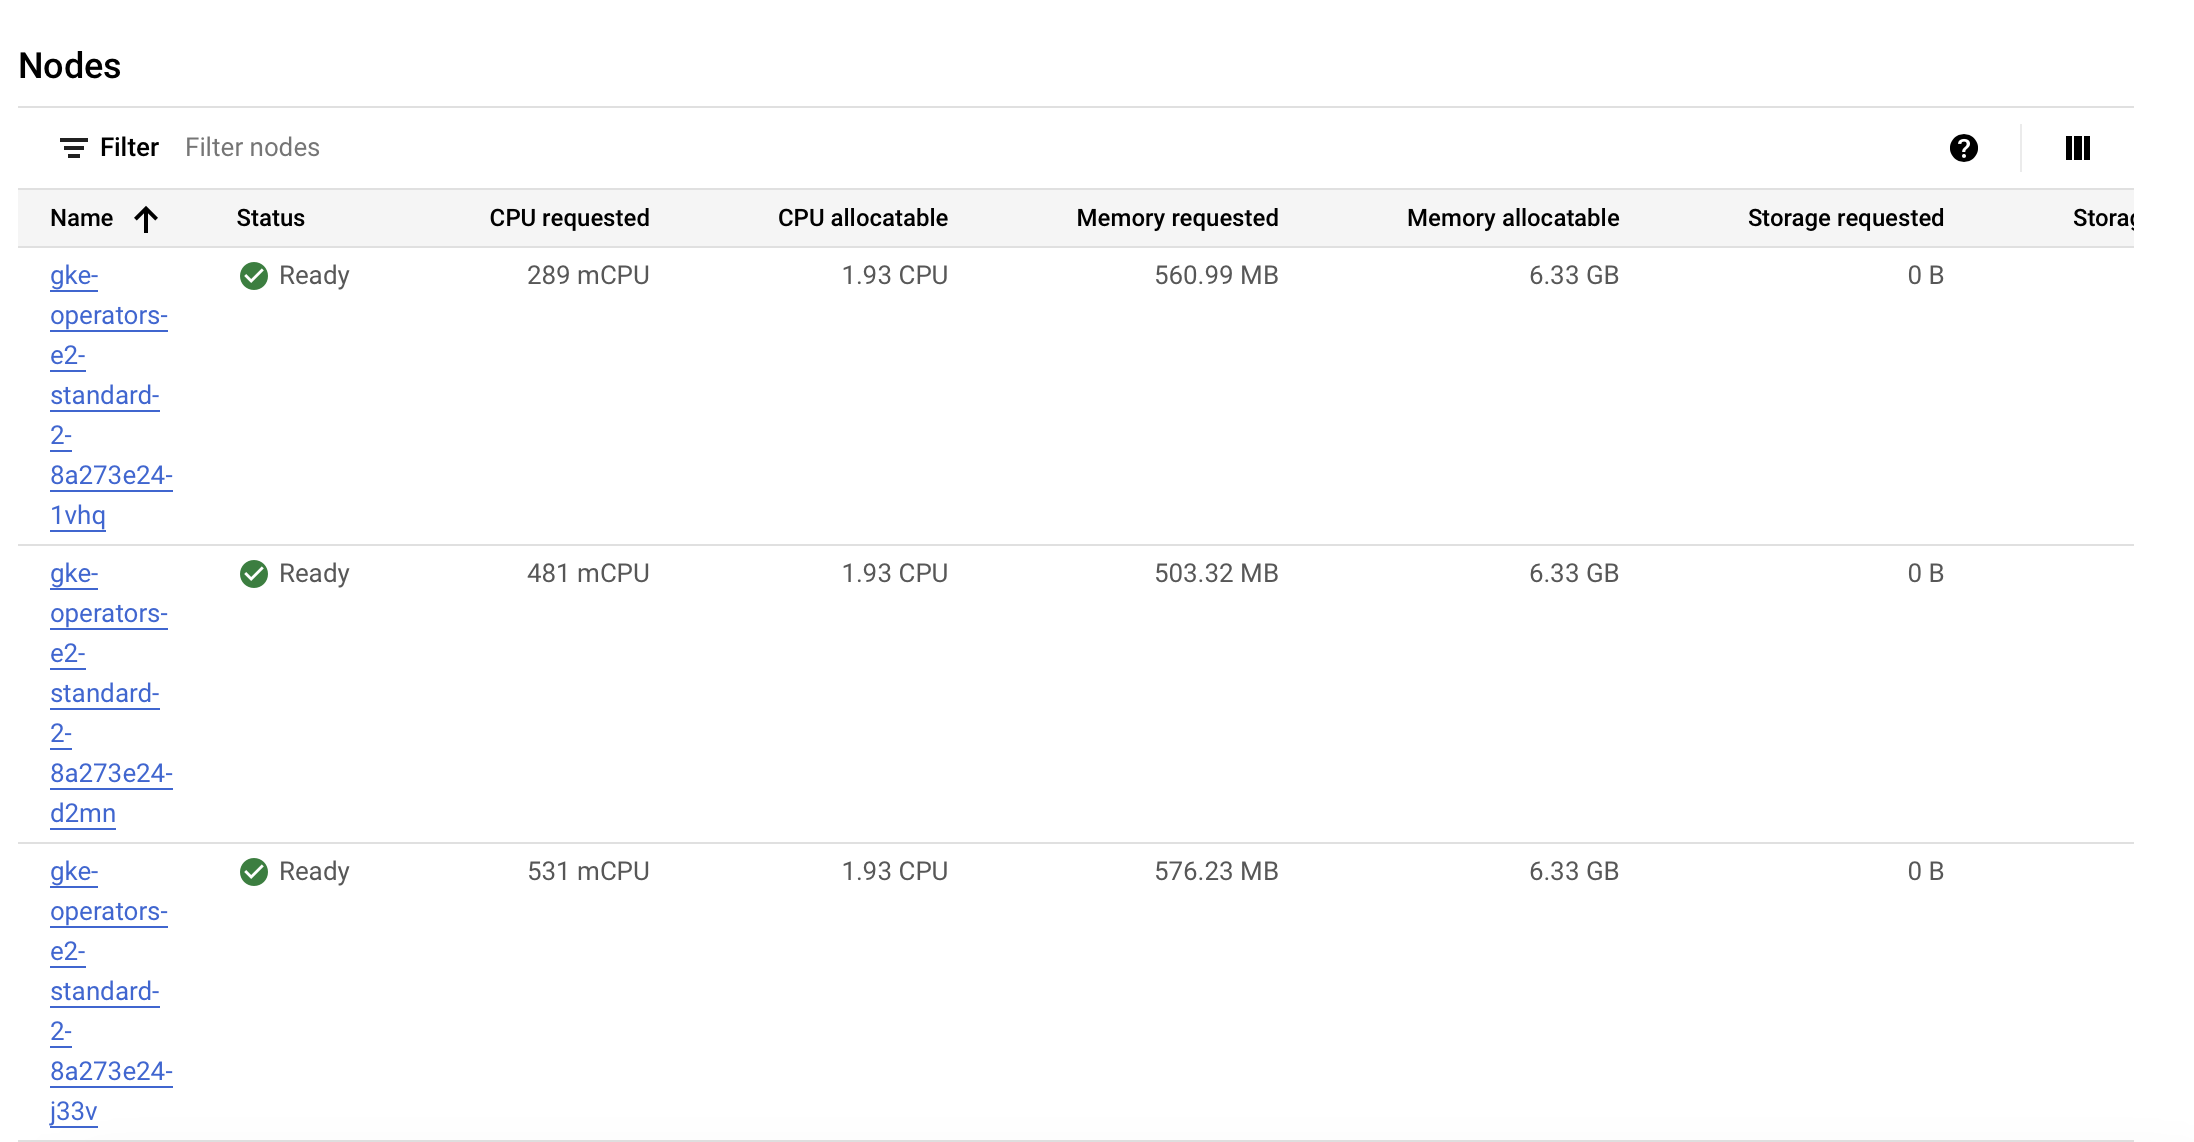 Nodes
Filter Filter nodes
Name Status CPU requested CPU allocatable Memory requested Memory allocatable Storage requested
gke- Ready 289 mCPU 1.93 CPU 560.99 MB 6.33 GB 0 B
operators-
e2-
standard-
2-
8a273e24-
1vhq
gke- Ready 481 mCPU 1.93 CPU 503.32 MB 6.33 GB 0 B
operators-
e2-
standard-
2-
8a273e24-
d2mn
gke- Ready 531 mCPU 1.93 CPU 576.23 MB 6.33 GB 0 B
operators-
e2-
standard-
2-
8a273e24-
j33v